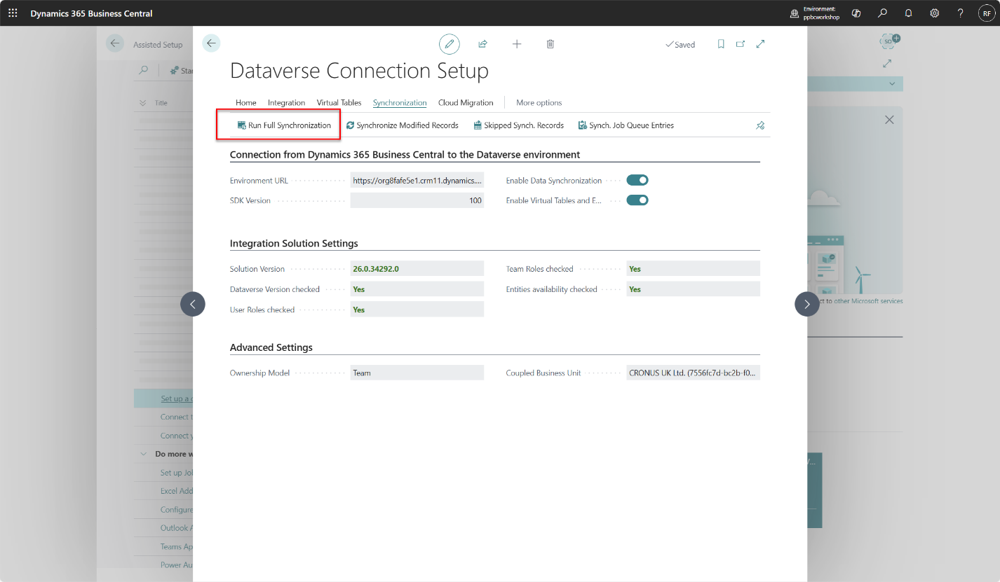 Dynamics 365 Business Central
Environment:
ppbcworkshop
RF
Assisted Setup
Saved
SO
Dataverse Connection Setup
Home Integration Virtual Tables Synchronization Cloud Migration More options
Title
Run Full Synchronization Synchronize Modified Records Skipped Synch. Records Synch. Job Queue Entries
Connection from Dynamics 365 Business Central to the Dataverse environment
Environment URL https://org8fafe5e1.crm11.dynamics.... Enable Data Synchronization
SDK Version 100 Enable Virtual Tables and E...
Integration Solution Settings
Solution Version 26.0.34292.0 Team Roles checked Yes
Dataverse Version checked Yes Entities availability checked Yes
User Roles checked Yes
to other Microsoft services
Advanced Settings
Ownership Model Team Coupled Business Unit CRONUS UK Ltd. (7556fc7d-bc2b-f0...
Set up a
Connect
Connect
Do more
Set up
Excel
Configure
Outlook
Teams
Power